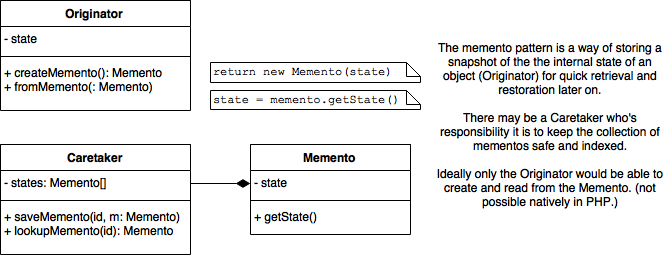 Originator
- state
+ createMemento(): Memento
+ fromMemento(: Memento)
return new Memento(state)
state = memento.getState()
Caretaker
- states: Memento[]
+ saveMemento(id, m: Memento)
+ lookupMemento(id): Memento
Memento
- state
+ getState()
The memento pattern is a way of storing a
snapshot of the the internal state of an
object (Originator) for quick retrieval and
restoration later on.
There may be a Caretaker who's
responsibility it is to keep the collection of
mementos safe and indexed.
Ideally only the Originator would be able to
create and read from the Memento. (not
possible natively in PHP.)